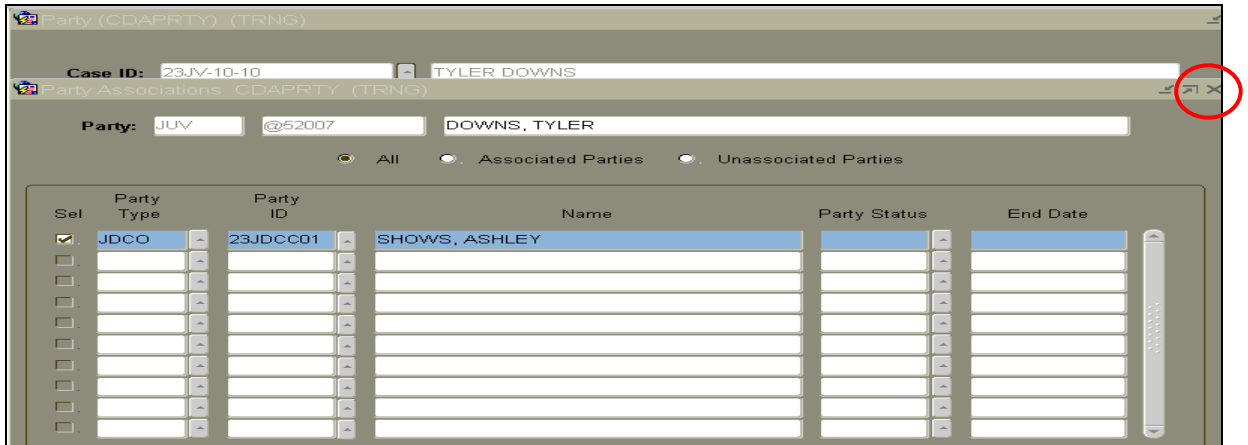 Party (CDAPRTY) (TRNG)
Case ID: 23JV-10-10 TYLER DOWNS
Party Associations CDAPRTY (TRNG)
Party: JUV @52007 DOWNS, TYLER
All Associated Parties Unassociated Parties
Party Party
Sel Type ID Name Party Status End Date
JDCO 23JDCC01 SHOWS, ASHLEY